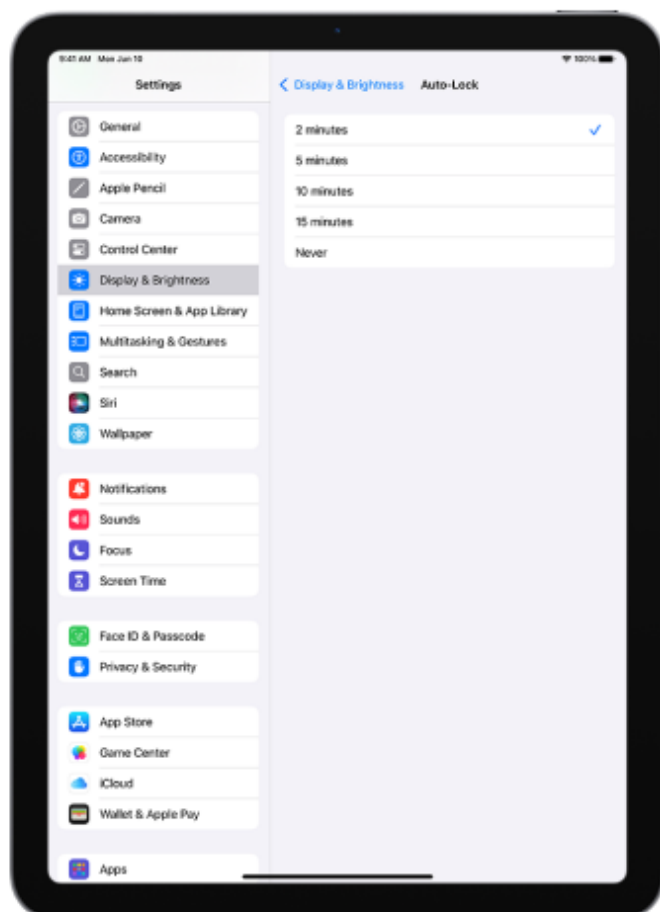 9:41 AM Mon Jun 10
100%
Settings
Display & Brightness
Auto-Lock
General
Accessibility
Apple Pencil
Camera
Control Center
Display & Brightness
Home Screen & App Library
Multitasking & Gestures
Search
Siri
Wallpaper
Notifications
Sounds
Focus
Screen Time
Face ID & Passcode
Privacy & Security
App Store
Game Center
iCloud
Wallet & Apple Pay
Apps
2 minutes
5 minutes
10 minutes
15 minutes
Never